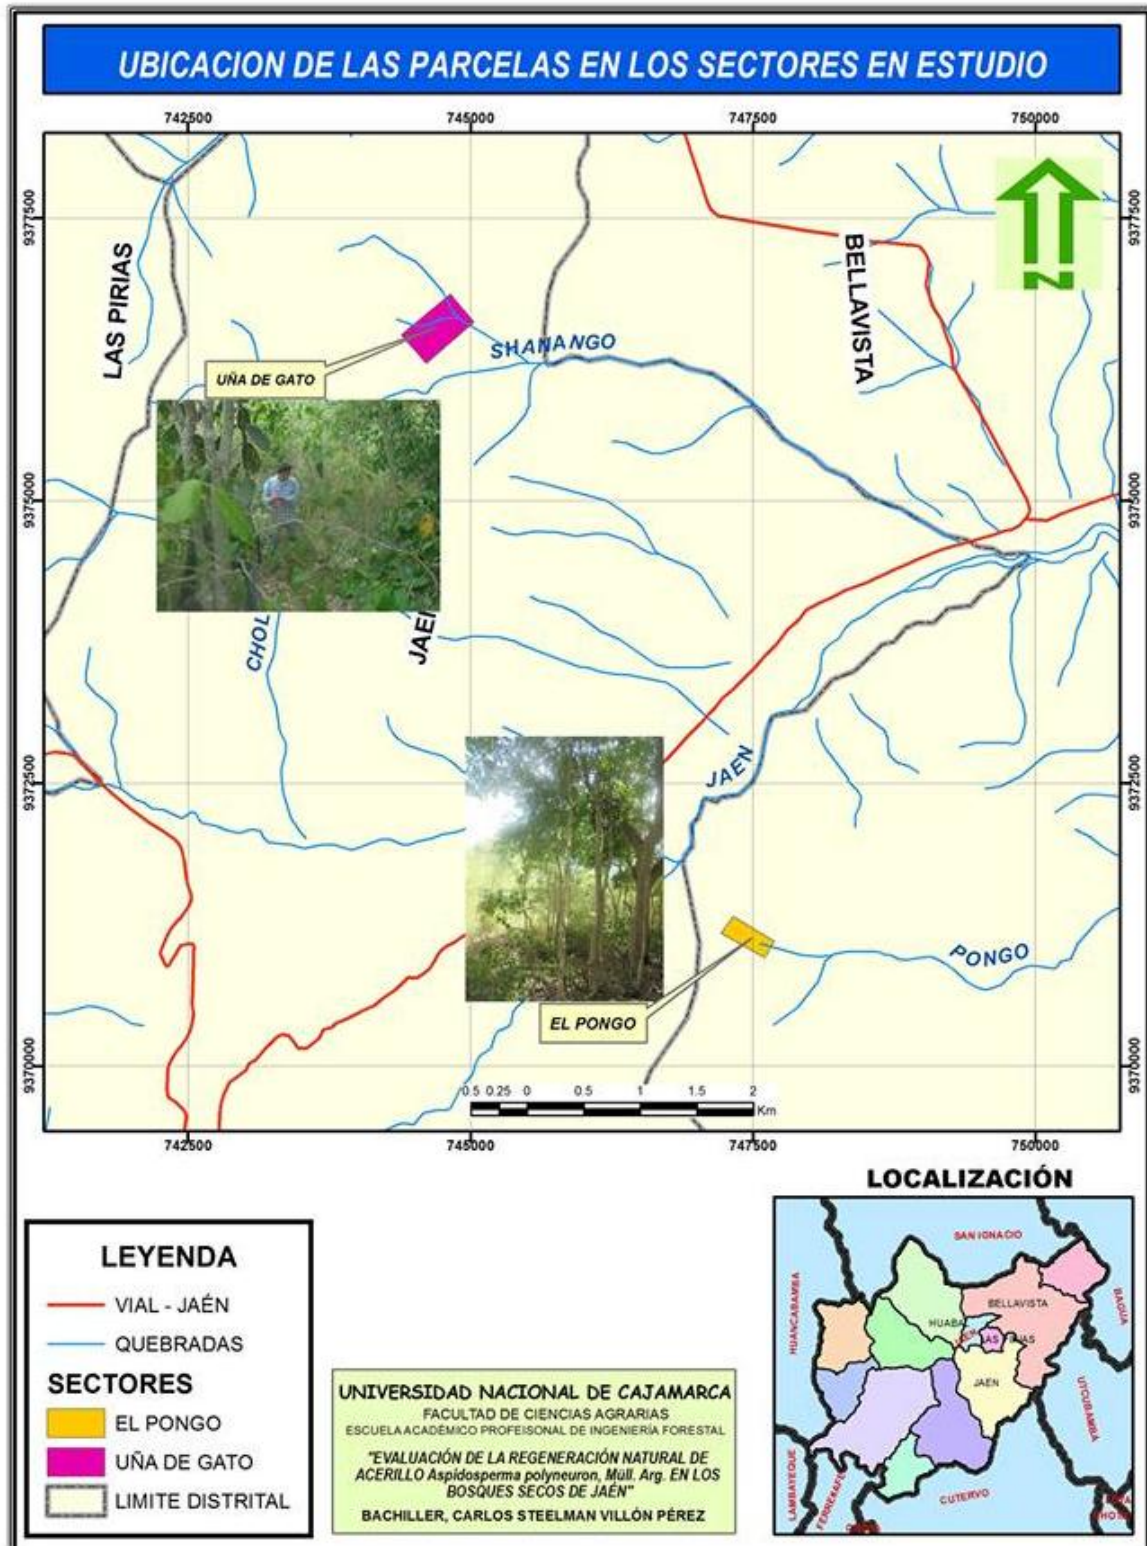 UBICACION DE LAS PARCELAS EN LOS SECTORES EN ESTUDIO
742500 745000 747500 750000
9377500 9377500
LAS PIRIAS
BELLAVISTA
N
SHANANGO
UÑA DE GATO
9375000
CHOL
9372500 9372500
JAEN
PONGO
EL PONGO
9370000 9370000
0.5 0.25 0 0.5 1 1.5 2
Km
742500 745000 747500 750000
LOCALIZACIÓN
LEYENDA
VIAL - JAÉN
QUEBRADAS
SECTORES
EL PONGO
UÑA DE GATO
LIMITE DISTRITAL
UNIVERSIDAD NACIONAL DE CAJAMARCA
FACULTAD DE CIENCIAS AGRARIAS
ESCUELA ACADÉMICO PROFEISONAL DE INGENIERÍA FORESTAL
"EVALUACIÓN DE LA REGENERACIÓN NATURAL DE
ACERILLO Aspidosperma polyneuron, Müll. Arg. EN LOS
BOSQUES SECOS DE JAÉN"
BACHILLER, CARLOS STEELMAN VILLÓN PÉREZ
SAN IGNACIO
HUANCABAMBA
BELLAVISTA
BAGUA
HUABAL
JAEN
UTCUBAMBA
LAMBAYEQUE
FERREÑAFE
CUTERVO